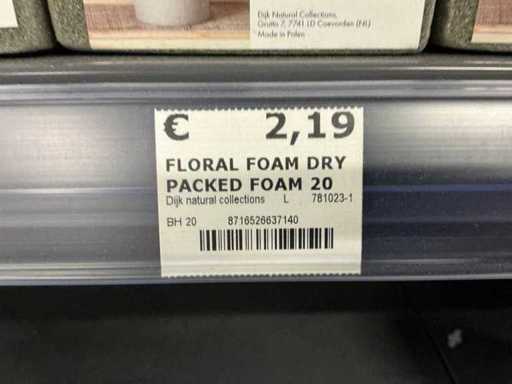 Dijk Natural Collections,
Grutto 7, 7741 LD Coevorden (NL)
Made in Polen
€ 2,19
FLORAL FOAM DRY
PACKED FOAM 20
Dijk natural collections L 781023-1
BH 20 8716526637140